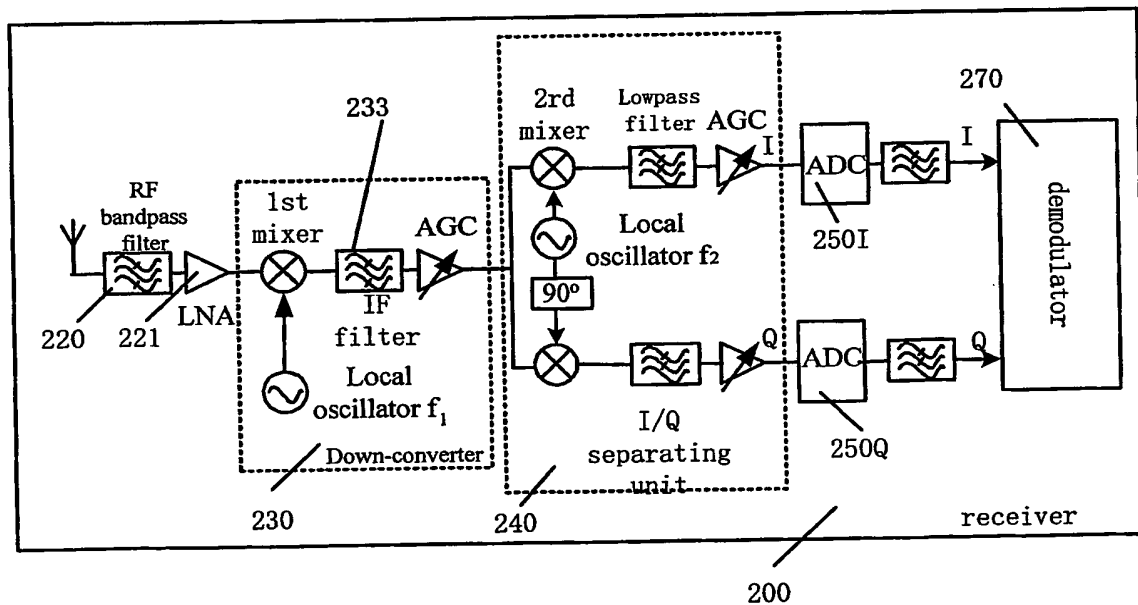 233
2rd
mixer
Lowpass
filter
AGC
I
270
ADC
I
demodulator
RF
bandpass
filter
1st
mixer
AGC
Local
oscillator f2
250I
90º
220
221
LNA
IF
filter
Q
ADC
Q
Local
oscillator f1
I/Q
separating
unit
250Q
Down-converter
230
240
receiver
200